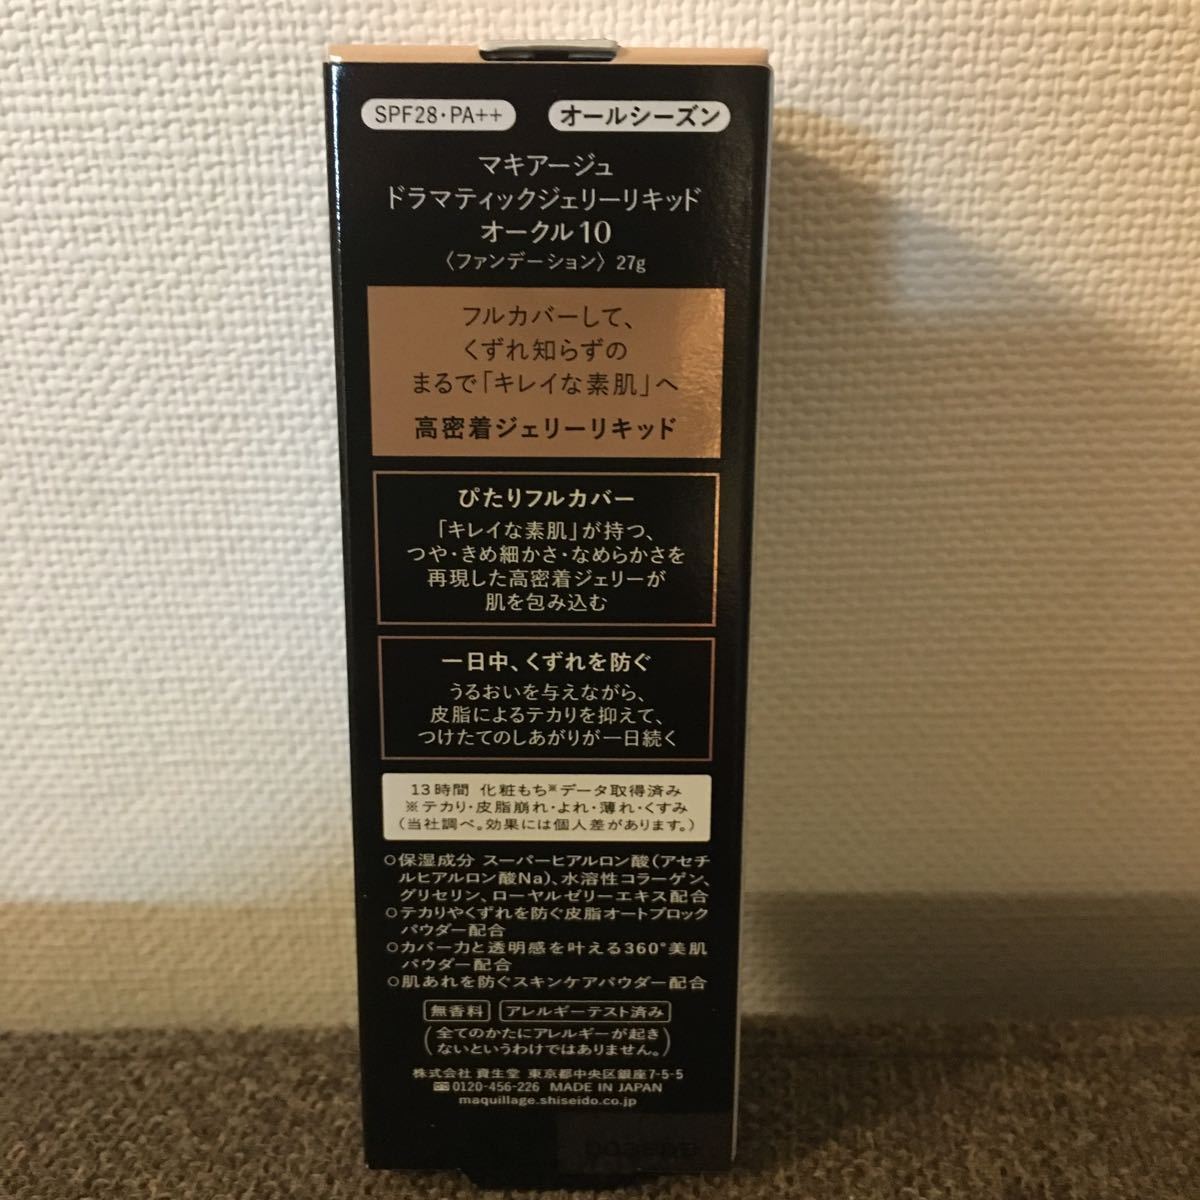 SPF28・PA++ オールシーズン
マキアージュ
ドラマティックジェリーリキッド
オークル10
〈ファンデーション〉 27g
フルカバーして、
くずれ知らずの
まるで「キレイな素肌」へ
高密着ジェリーリキッド
ぴたりフルカバー
「キレイな素肌」が持つ、
つや・きめ細かさ・なめらかさを
再現した高密着ジェリーが
肌を包み込む
一日中、くずれを防ぐ
うるおいを与えながら、
皮脂によるテカリを抑えて、
つけたてのしあがりが一日続く
13時間 化粧もち※データ取得済み
※テカリ・皮脂崩れ・よれ・薄れ・くすみ
(当社調べ。効果には個人差があります。)
○保湿成分 スーパーヒアルロン酸(アセチ
ルヒアルロン酸Na)、水溶性コラーゲン、
グリセリン、ローヤルゼリーエキス配合
○テカリやくずれを防ぐ皮脂オートブロック
パウダー配合
○カバー力と透明感を叶える360°美肌
パウダー配合
○肌あれを防ぐスキンケアパウダー配合
無香料 アレルギーテスト済み
(全てのかたにアレルギーが起き
ないというわけではありません。)
株式会社 資生堂 東京都中央区銀座7-5-5
0120-456-226 MADE IN JAPAN
maquillage.shiseido.co.jp